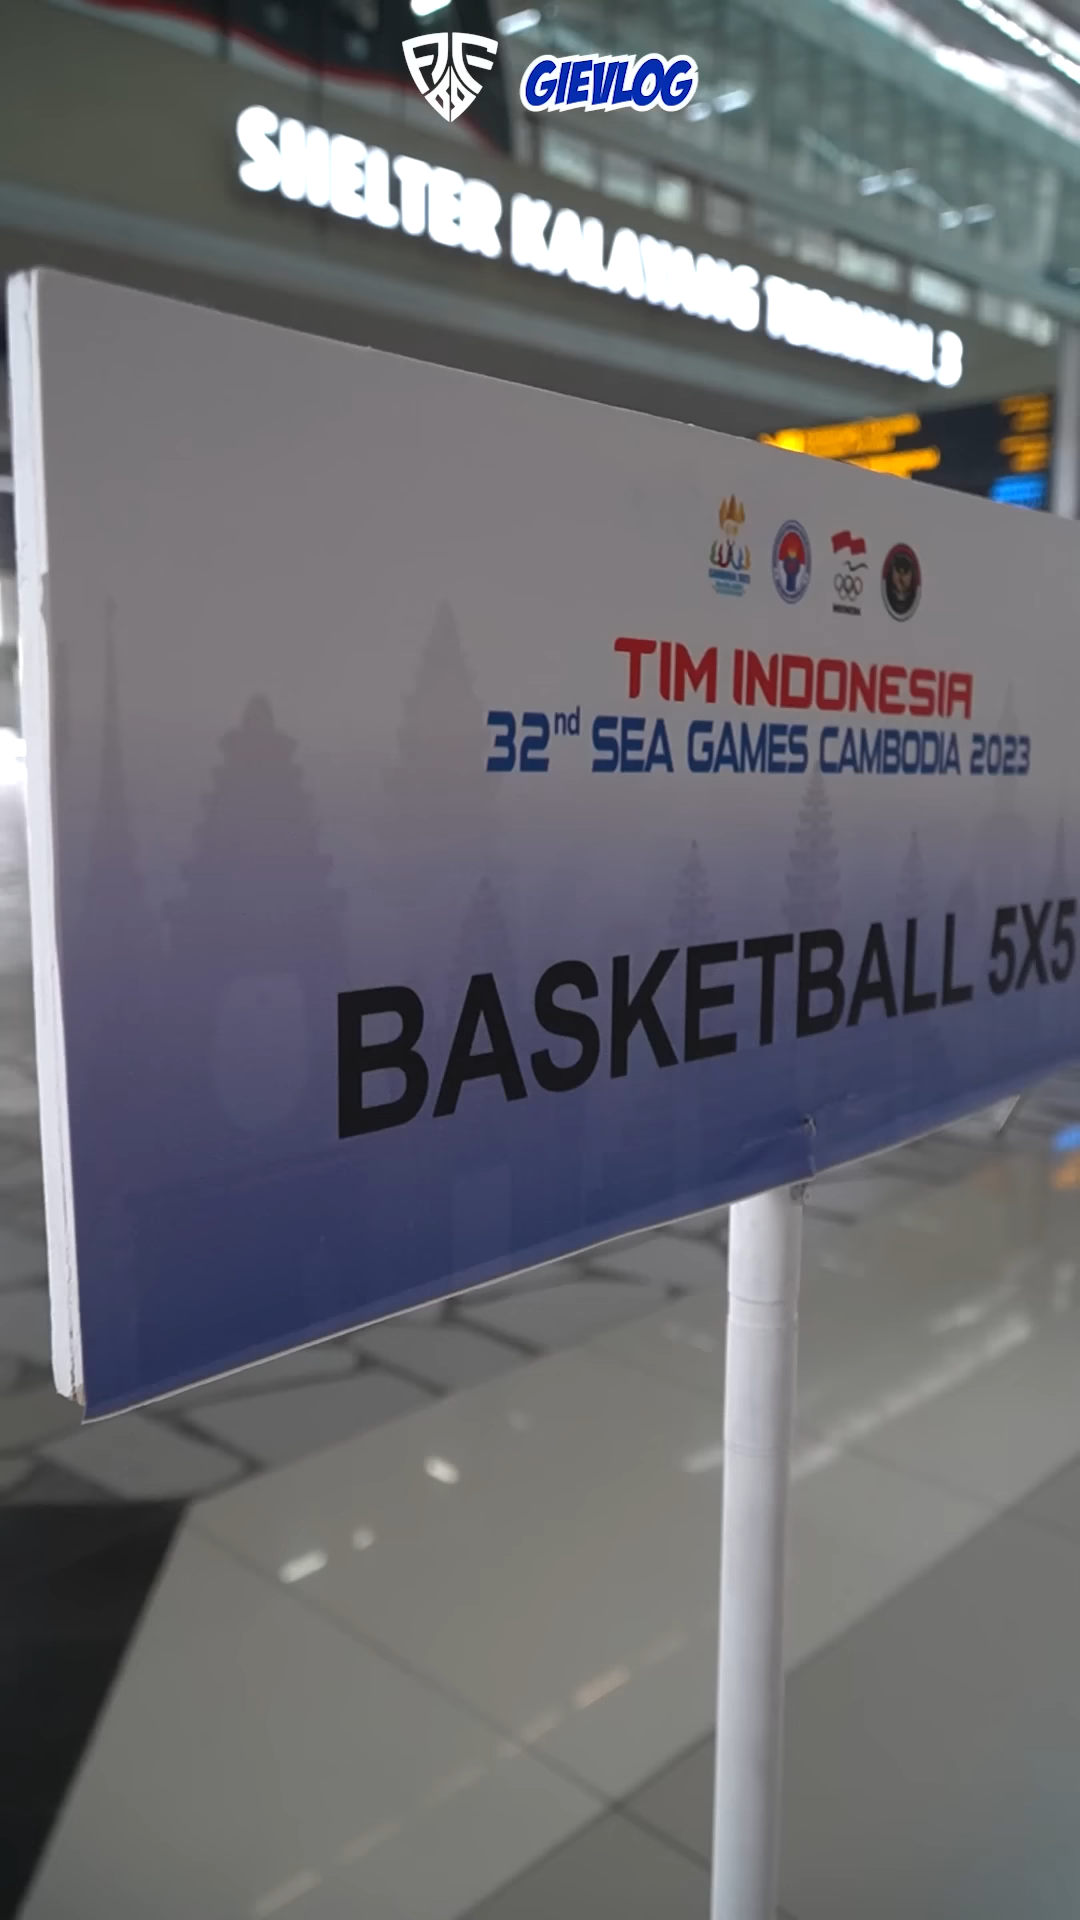 GIEVLOG
SHELTER KALAYANG TERMINAL 3
TIM INDONESIA
32nd SEA GAMES CAMBODIA 2023
BASKETBALL 5X5